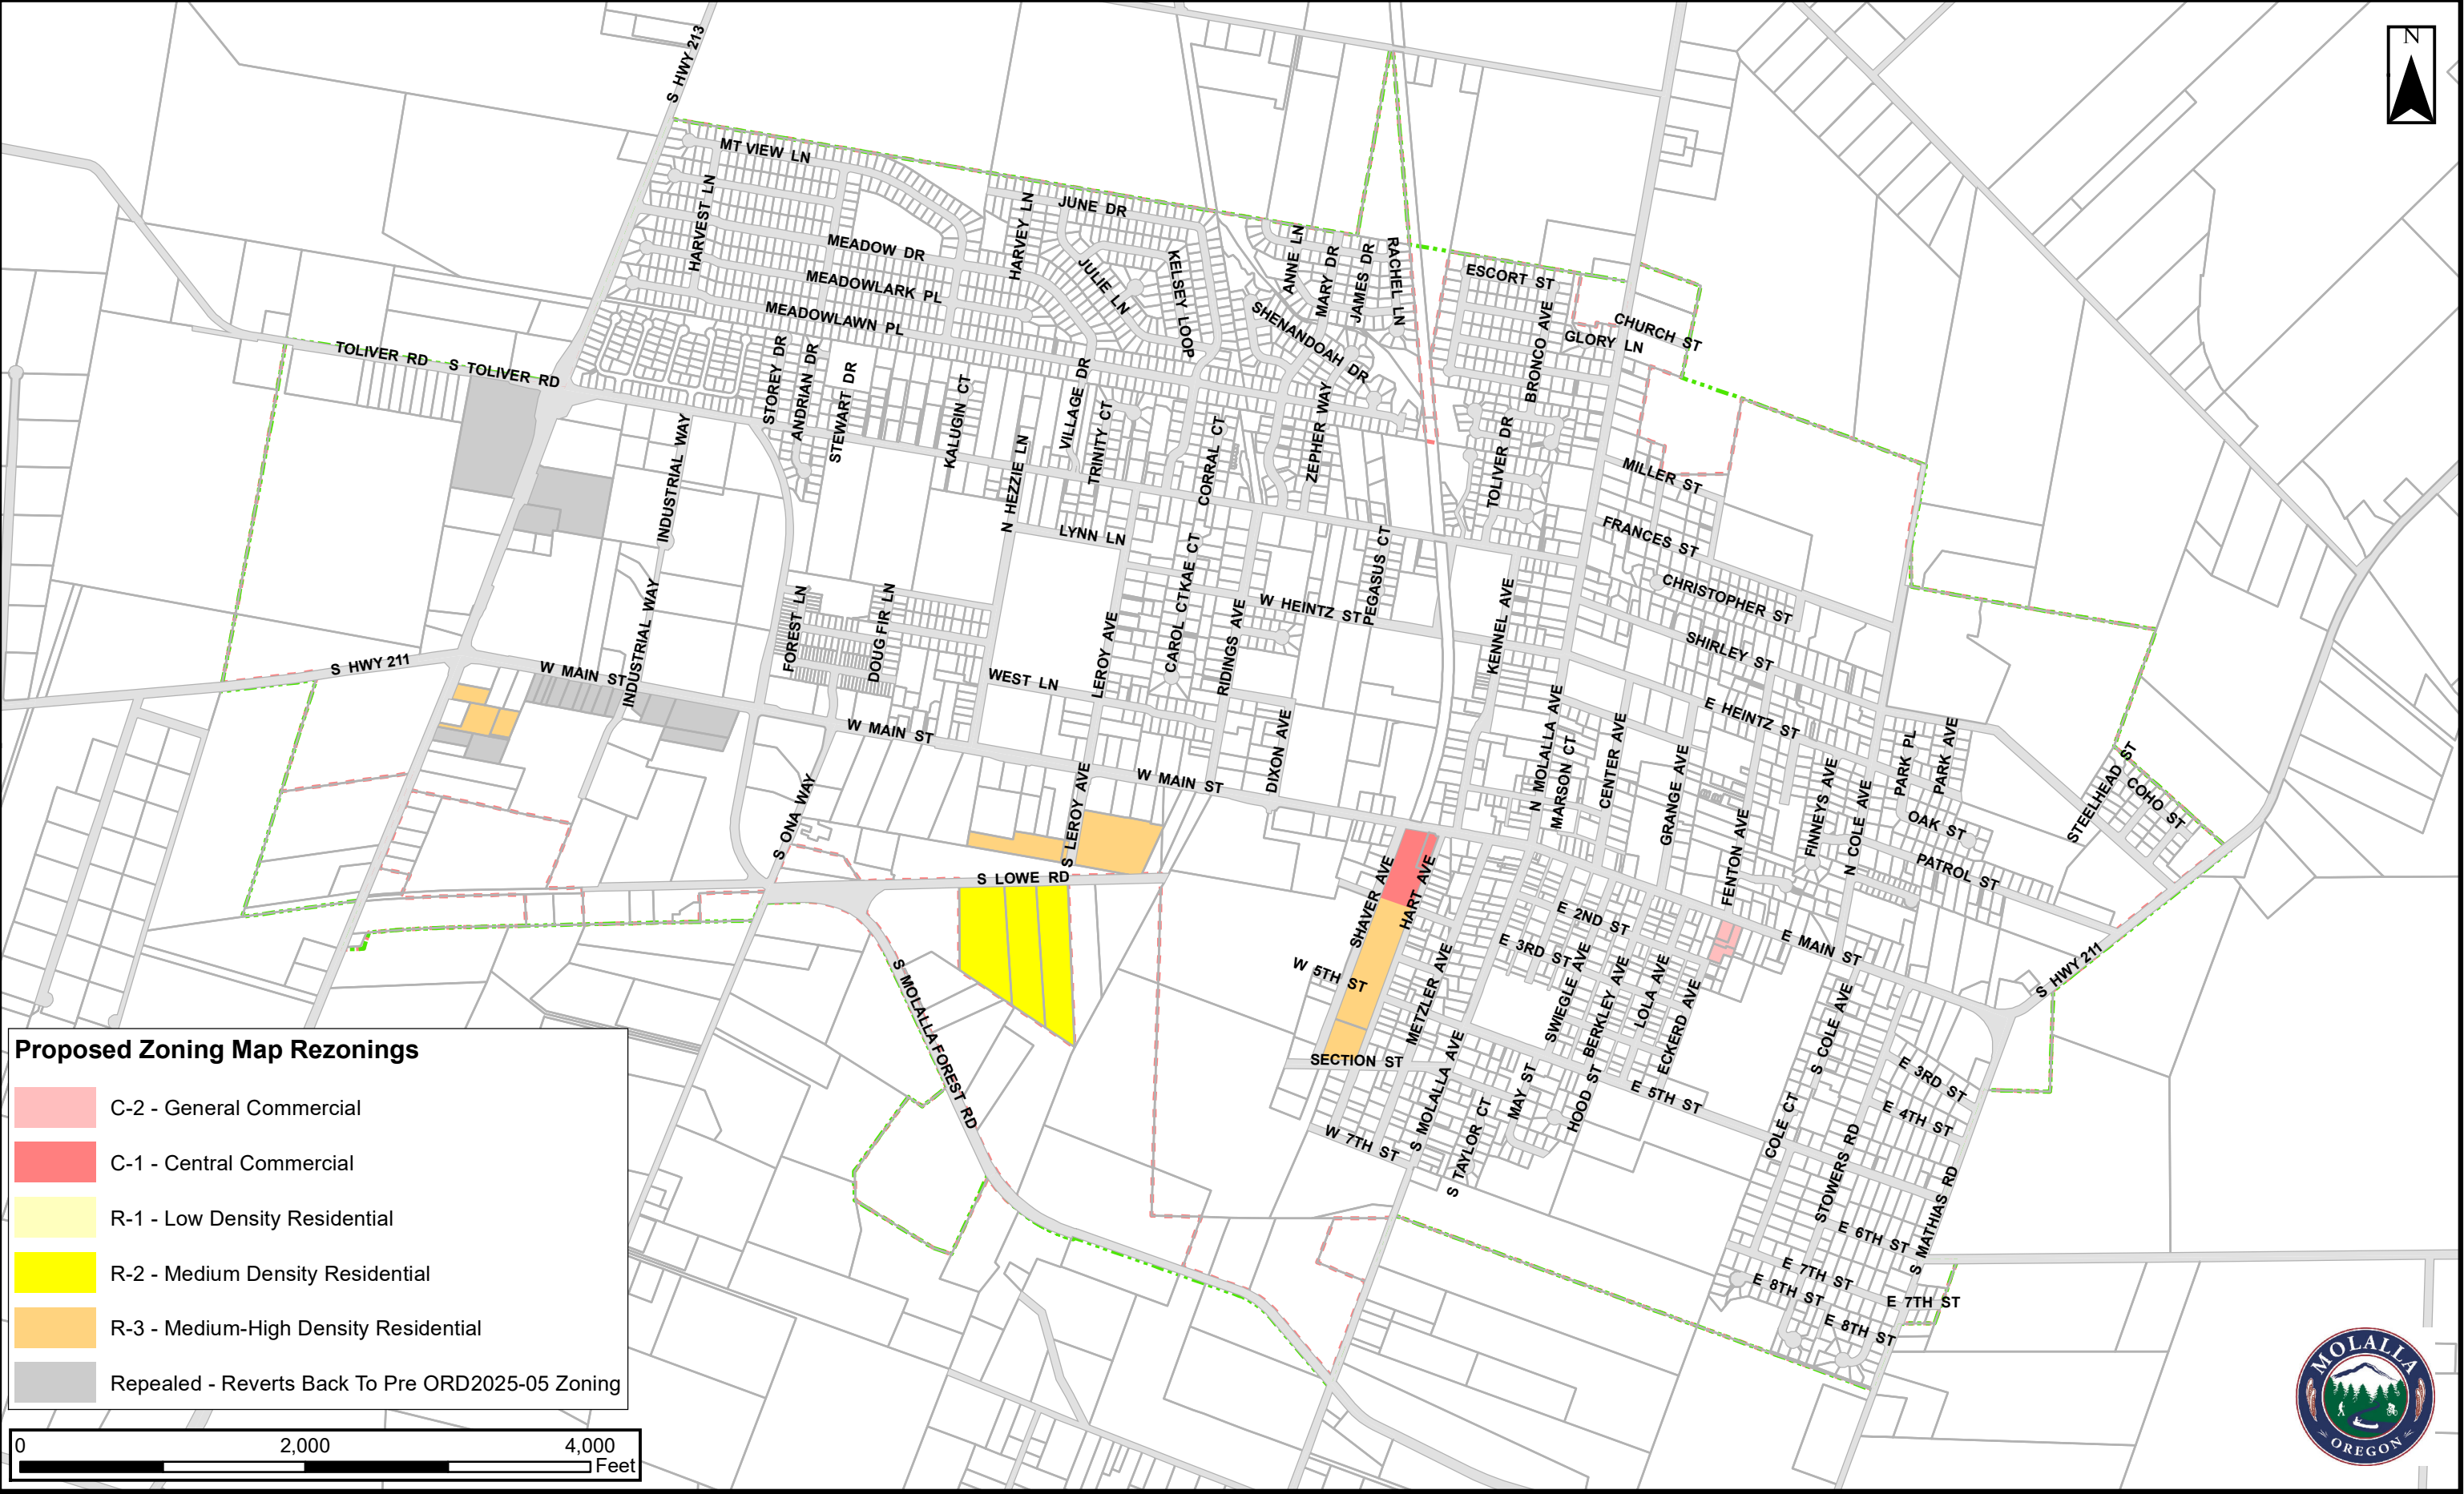 N
S HWY 213
MT VIEW LN
HARVEST LN
JUNE DR
HARVEY LN
MEADOW DR
MEADOWLARK PL
MEADOWLAWN PL
JULIE LN
KELSEY LOOP
ANNE LN
MARY DR
JAMES DR
RACHEL LN
SHENANDOAH DR
ESCORT ST
BRONCO AVE
CHURCH ST
GLORY LN
TOLIVER RD
S TOLIVER RD
STOREY DR
ANDRIAN DR
STEWART DR
KALUGIN CT
VILLAGE DR
TRINITY CT
CORRAL CT
ZEPHER WAY
TOLIVER DR
INDUSTRIAL WAY
N HEZZIE LN
LYNN LN
MILLER ST
FRANCES ST
CHRISTOPHER ST
SHIRLEY ST
PEGASUS CT
W HEINTZ ST
KENNEL AVE
INDUSTRIAL WAY
FOREST LN
DOUG FIR LN
LEROY AVE
CAROL CT
KAE CT
RIDINGS AVE
WEST LN
S HWY 211
W MAIN ST
W MAIN ST
DIXON AVE
N MOLALLA AVE
MARSON CT
CENTER AVE
GRANGE AVE
E HEINTZ ST
FENTON AVE
FINNEYS AVE
N COLE AVE
PARK PL
PARK AVE
OAK ST
PATROL ST
STEELHEAD ST
COHO ST
S ONA WAY
S LEROY AVE
W MAIN ST
S LOWE RD
SHAVER AVE
HART AVE
W 5TH ST
METZLER AVE
E 2ND ST
E 3RD ST
SWIEGLE AVE
BERKLEY AVE
LOLA AVE
ECKERD AVE
E MAIN ST
S HWY 211
S COLE AVE
S MOLALLA FOREST RD
SECTION ST
W 7TH ST
S MOLALLA AVE
S TAYLOR CT
MAY ST
HOOD ST
E 5TH ST
COLE CT
STOWERS RD
E 3RD ST
E 4TH ST
S MATHIAS RD
E 6TH ST
E 7TH ST
E 8TH ST
E 7TH ST
E 8TH ST
Proposed Zoning Map Rezonings
C-2 - General Commercial
C-1 - Central Commercial
R-1 - Low Density Residential
R-2 - Medium Density Residential
R-3 - Medium-High Density Residential
Repealed - Reverts Back To Pre ORD2025-05 Zoning
0 2,000 4,000
Feet
MOLALLA
OREGON